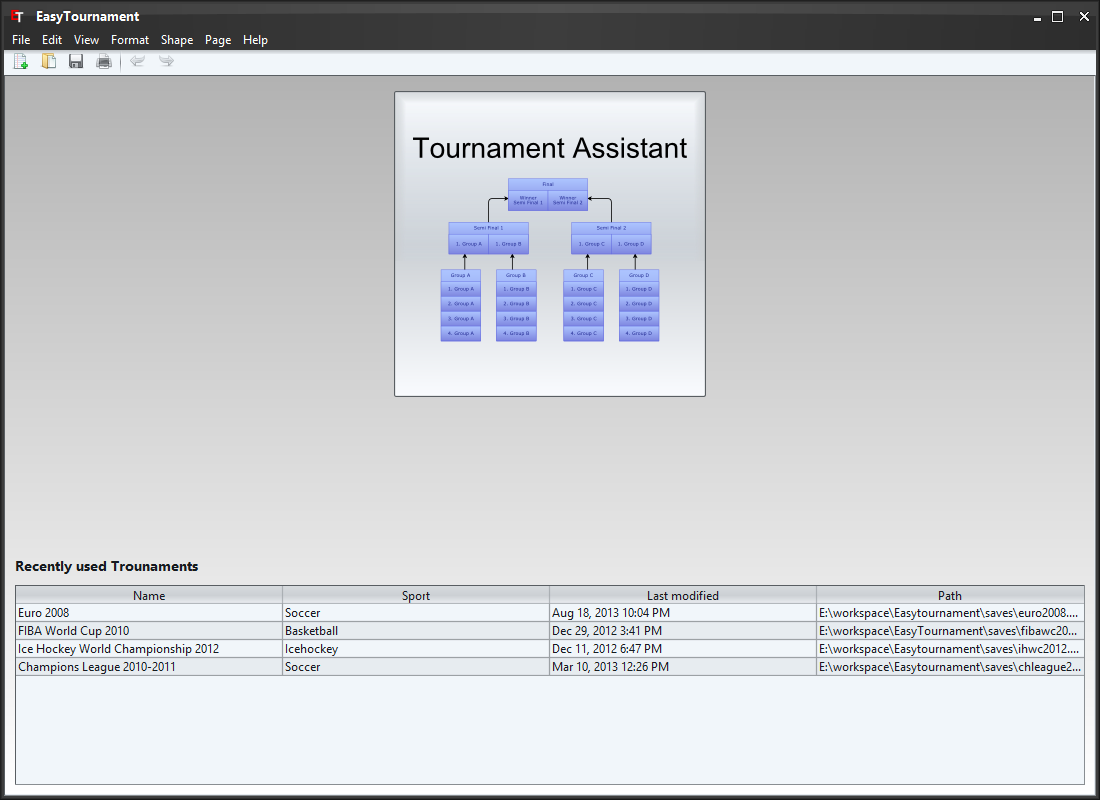 ET EasyTournament
File Edit View Format Shape Page Help
Tournament Assistant
Final
Winner Semi Final 1 Winner Semi Final 2
Semi Final 1 Semi Final 2
1. Group A 1. Group B 1. Group C 1. Group D
Group A Group B Group C Group D
1. Group A 1. Group B 1. Group C 1. Group D
2. Group A 2. Group B 2. Group C 2. Group D
3. Group A 3. Group B 3. Group C 3. Group D
4. Group A 4. Group B 4. Group C 4. Group D
Recently used Trounaments
Name Sport Last modified Path
Euro 2008 Soccer Aug 18, 2013 10:04 PM E:\workspace\Easytournament\saves\euro2008....
FIBA World Cup 2010 Basketball Dec 29, 2012 3:41 PM E:\workspace\EasyTournament\saves\fibawc20...
Ice Hockey World Championship 2012 Icehockey Dec 11, 2012 6:47 PM E:\workspace\Easytournament\saves\ihwc2012....
Champions League 2010-2011 Soccer Mar 10, 2013 12:26 PM E:\workspace\Easytournament\saves\chleague2...